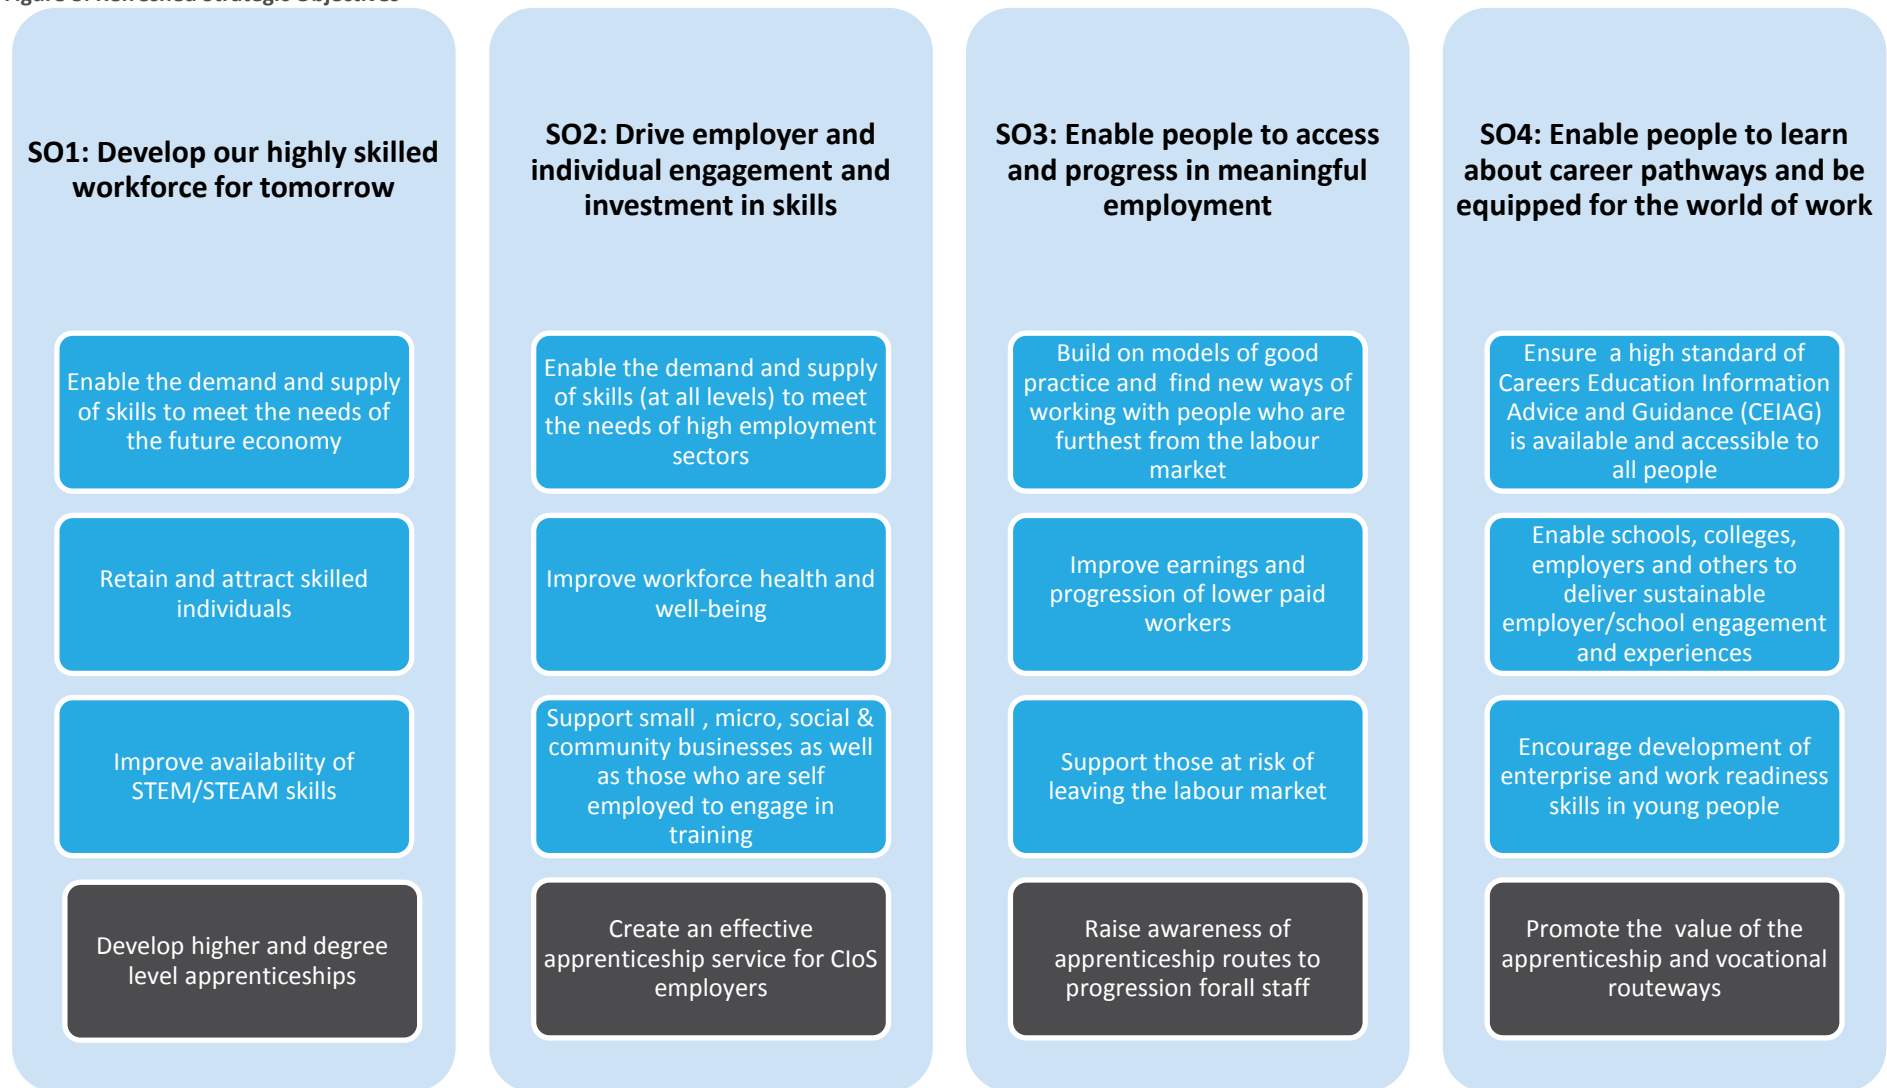 SO1: Develop our highly skilled
workforce for tomorrow
Enable the demand and supply
of skills to meet the needs of
the future economy
Retain and attract skilled
individuals
Improve availability of
STEM/STEAM skills
Develop higher and degree
level apprenticeships
SO2: Drive employer and
individual engagement and
investment in skills
Enable the demand and supply
of skills (at all levels) to meet
the needs of high employment
sectors
Improve workforce health and
well-being
Support small , micro, social &
community businesses as well
as those who are self
employed to engage in
training
Create an effective
apprenticeship service for CIoS
employers
SO3: Enable people to access
and progress in meaningful
employment
Build on models of good
practice and  find new ways of
working with people who are
furthest from the labour
market
Improve earnings and
progression of lower paid
workers
Support those at risk of
leaving the labour market
Raise awareness of
apprenticeship routes to
progression forall staff
SO4: Enable people to learn
about career pathways and be
equipped for the world of work
Ensure  a high standard of
Careers Education Information
Advice and Guidance (CEIAG)
is available and accessible to
all people
Enable schools, colleges,
employers and others to
deliver sustainable
employer/school engagement
and experiences
Encourage development of
enterprise and work readiness
skills in young people
Promote the  value of the
apprenticeship and vocational
routeways